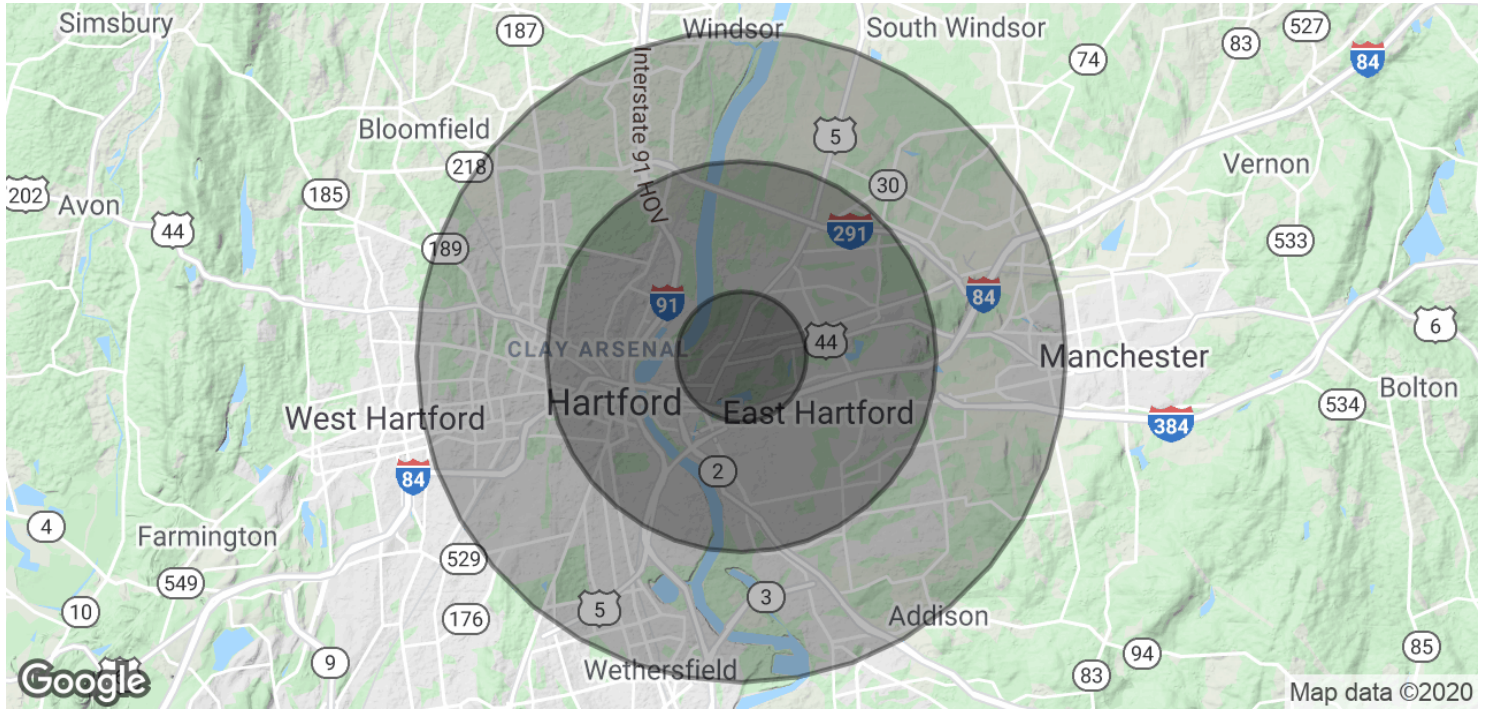 Simsbury
187
Windsor
South Windsor
527
83
84
74
Interstate 91 HOV
Bloomfield
5
218
Vernon
202
185
30
Avon
44
291
533
189
84
91
6
44
CLAY ARSENAL
Manchester
Bolton
Hartford
East Hartford
534
West Hartford
384
2
84
4
Farmington
529
549
3
10
5
176
Addison
85
94
9
Wethersfield
83
Google
Map data ©2020